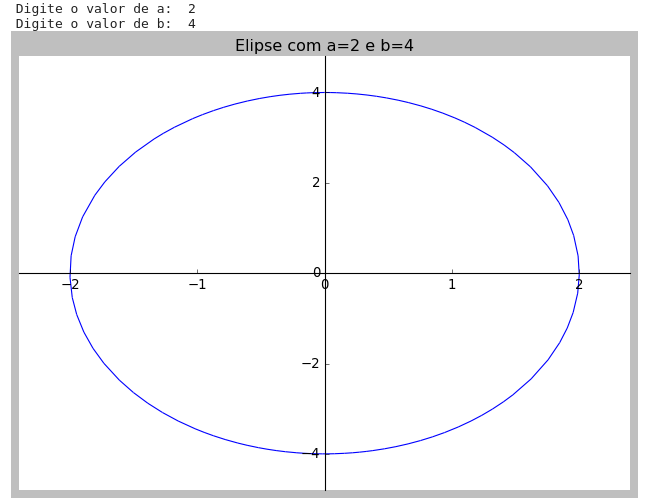 Digite o valor de a:  2
Digite o valor de b:  4
Elipse com a=2 e b=4
4
2
0
−2 −1 0 1 2
−2
−4